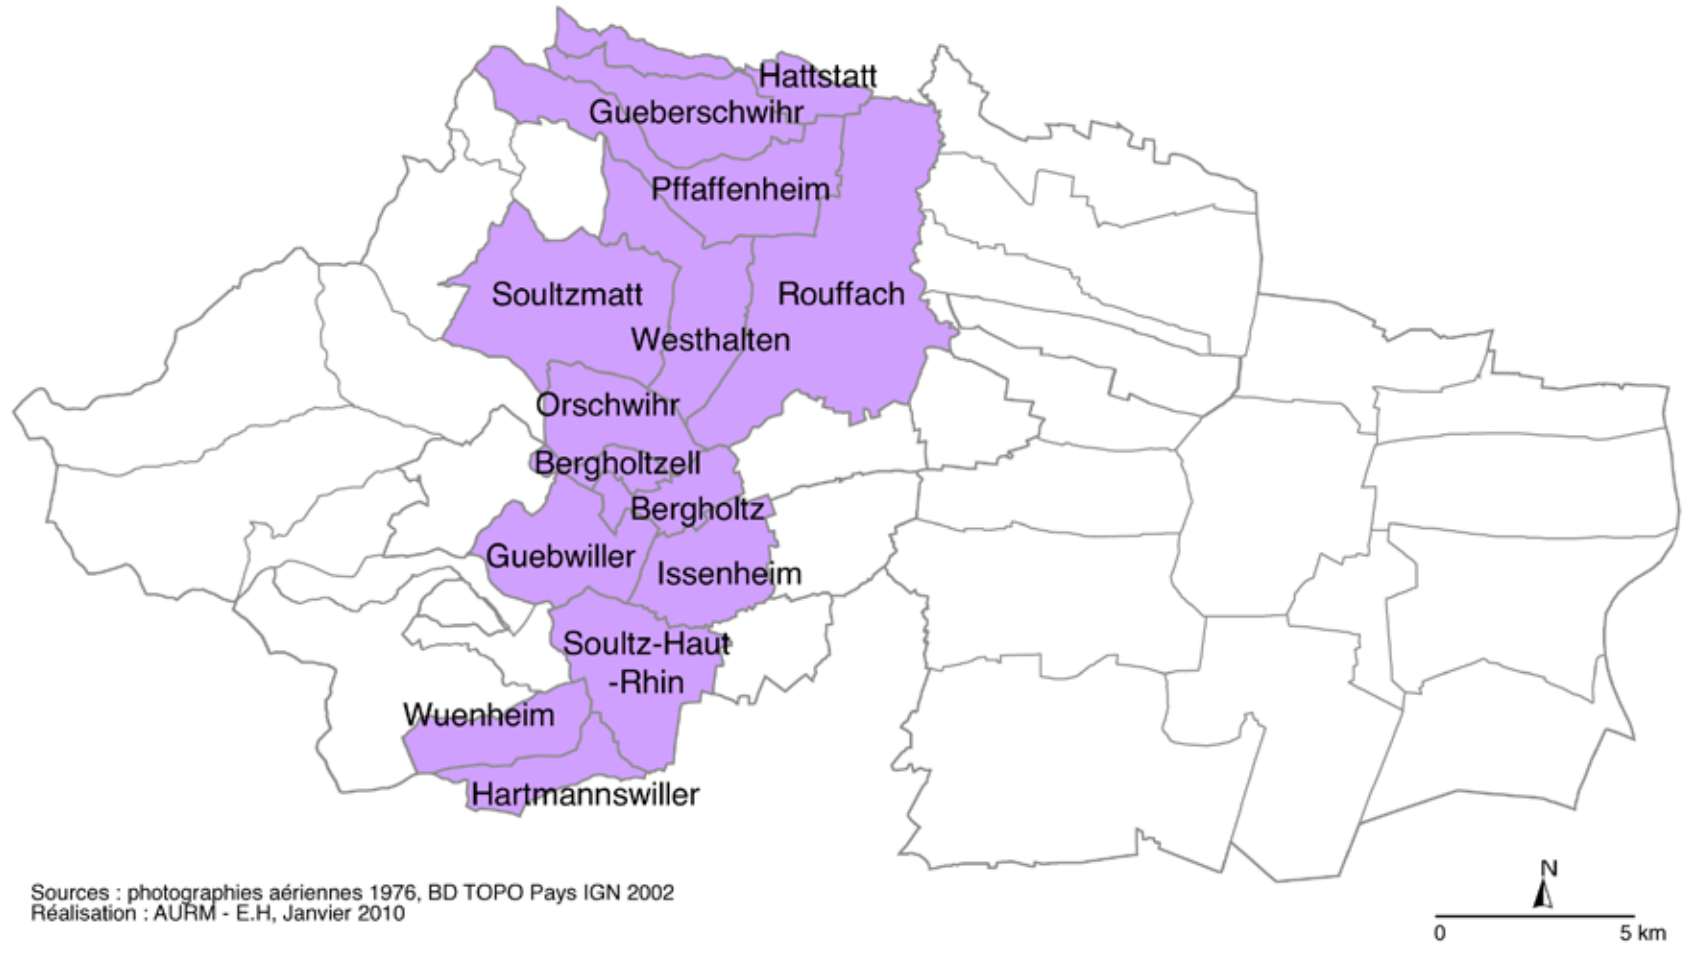 Hattstatt
Gueberschwihr
Pffaffenheim
Soultzmatt
Rouffach
Westhalten
Orschwihr
Bergholtzell
Bergholtz
Guebwiller
Issenheim
Soultz-Haut
-Rhin
Wuenheim
Hartmannswiller
Sources : photographies aériennes 1976, BD TOPO Pays IGN 2002
Réalisation : AURM - E.H, Janvier 2010
N
0 5 km